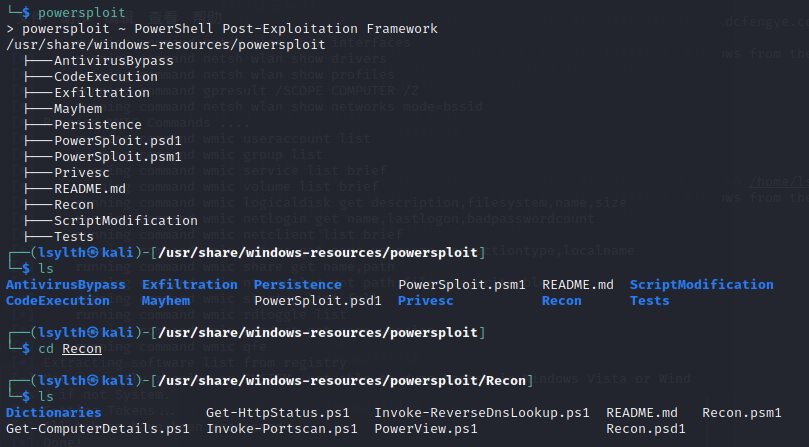 └─$ powersploit
> powersploit ~ PowerShell Post-Exploitation Framework
/usr/share/windows-resources/powersploit
├──AntivirusBypass
├──CodeExecution
├──Exfiltration
├──Mayhem
├──Persistence
├──PowerSploit.psd1
├──PowerSploit.psm1
├──Privesc
├──README.md
├──Recon
├──ScriptModification
└──Tests
┌──(lsylth㉿kali)-[/usr/share/windows-resources/powersploit]
└─$ ls
AntivirusBypass Exfiltration Persistence PowerSploit.psm1 README.md ScriptModification
CodeExecution Mayhem PowerSploit.psd1 Privesc Recon Tests
┌──(lsylth㉿kali)-[/usr/share/windows-resources/powersploit]
└─$ cd Recon
┌──(lsylth㉿kali)-[/usr/share/windows-resources/powersploit/Recon]
└─$ ls
Dictionaries Get-HttpStatus.ps1 Invoke-ReverseDnsLookup.ps1 README.md Recon.psm1
Get-ComputerDetails.ps1 Invoke-Portscan.ps1 PowerView.ps1 Recon.psd1